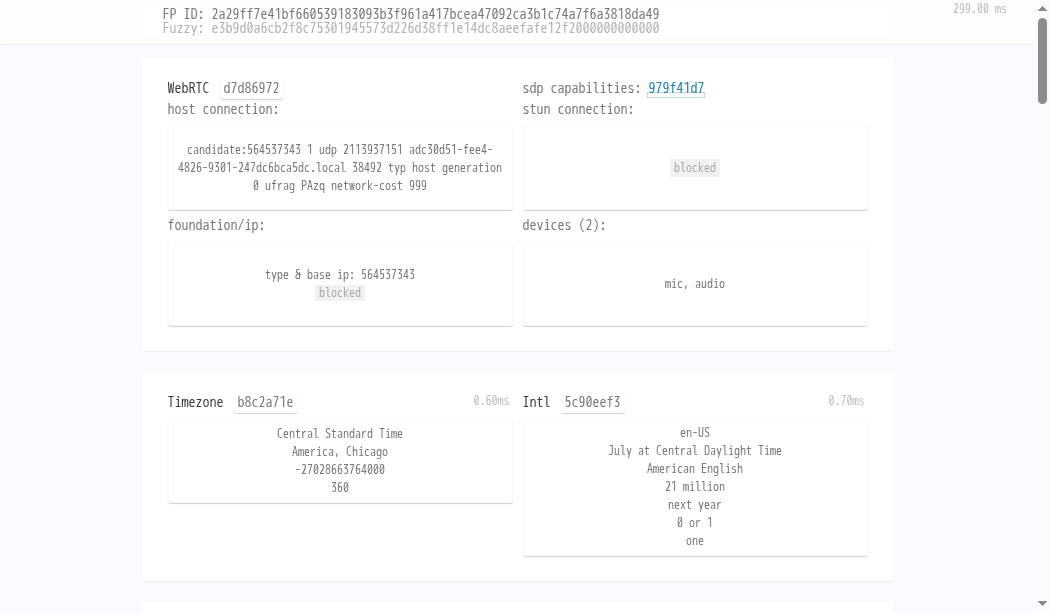 FP ID: 2a29ff7e41bf660539183093b3f961a417bcea47092ca3b1c74a7f6a3818da49
299.00 ms
Fuzzy: e3b9d0a6cb2f8c75301945573d226d38ff1e14dc8aeefafe12f2000000000000
WebRTC d7d86972
host connection:
candidate:564537343 1 udp 2113937151 adc30d51-fee4-
4826-9301-247dc6bca5dc.local 38492 typ host generation
0 ufrag PAzq network-cost 999
foundation/ip:
type & base ip: 564537343
blocked
sdp capabilities: 979f41d7
stun connection:
blocked
devices (2):
mic, audio
Timezone b8c2a71e 0.60ms
Central Standard Time
America, Chicago
-27028663764000
360
Intl 5c90eef3 0.70ms
en-US
July at Central Daylight Time
American English
21 million
next year
0 or 1
one